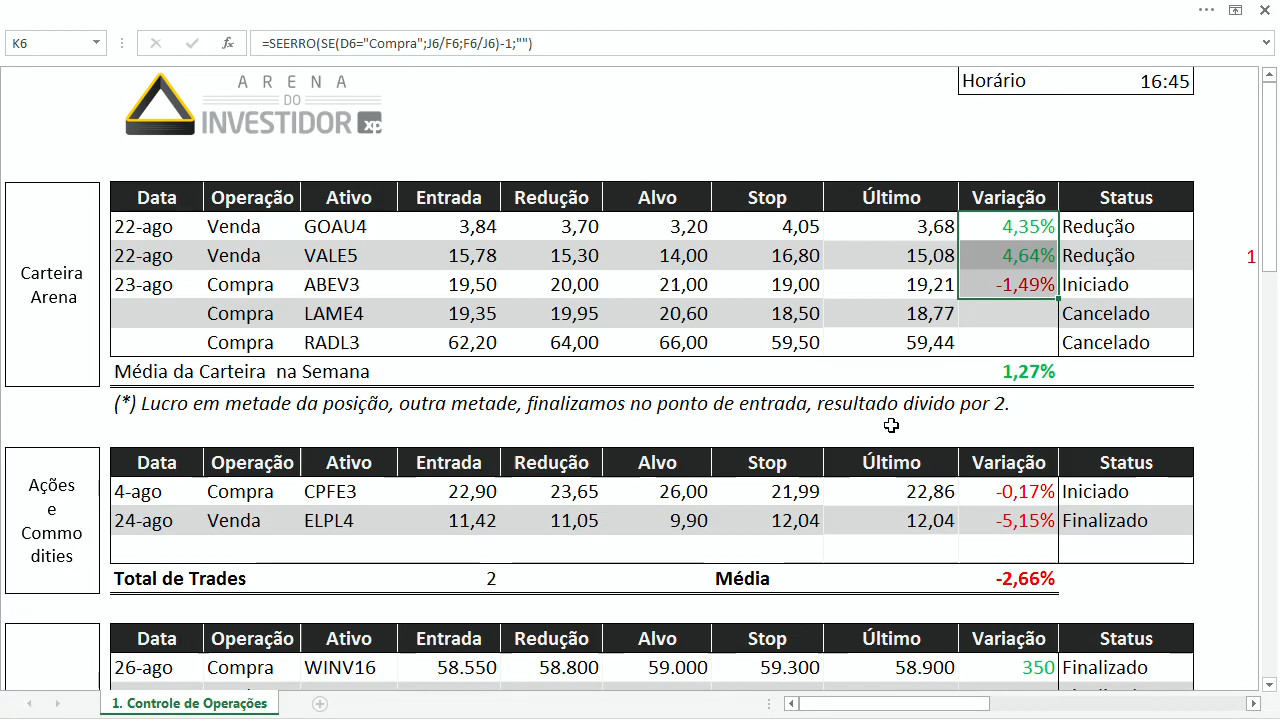 K6
fx
=SEERRO(SE(D6="Compra";J6/F6;F6/J6)-1;"")
ARENA
DO
INVESTIDOR xp
Horário 16:45
Data Operação Ativo Entrada Redução Alvo Stop Último Variação Status
22-ago Venda GOAU4 3,84 3,70 3,20 4,05 3,68 4,35% Redução
22-ago Venda VALE5 15,78 15,30 14,00 16,80 15,08 4,64% Redução 1
Carteira
Arena
23-ago Compra ABEV3 19,50 20,00 21,00 19,00 19,21 -1,49% Iniciado
Compra LAME4 19,35 19,95 20,60 18,50 18,77 Cancelado
Compra RADL3 62,20 64,00 66,00 59,50 59,44 Cancelado
Média da Carteira na Semana 1,27%
(*) Lucro em metade da posição, outra metade, finalizamos no ponto de entrada, resultado divido por 2.
Data Operação Ativo Entrada Redução Alvo Stop Último Variação Status
Ações
e
Commo
dities
4-ago Compra CPFE3 22,90 23,65 26,00 21,99 22,86 -0,17% Iniciado
24-ago Venda ELPL4 11,42 11,05 9,90 12,04 12,04 -5,15% Finalizado
Total de Trades 2 Média -2,66%
Data Operação Ativo Entrada Redução Alvo Stop Último Variação Status
26-ago Compra WINV16 58.550 58.800 59.000 59.300 58.900 350 Finalizado
1. Controle de Operações